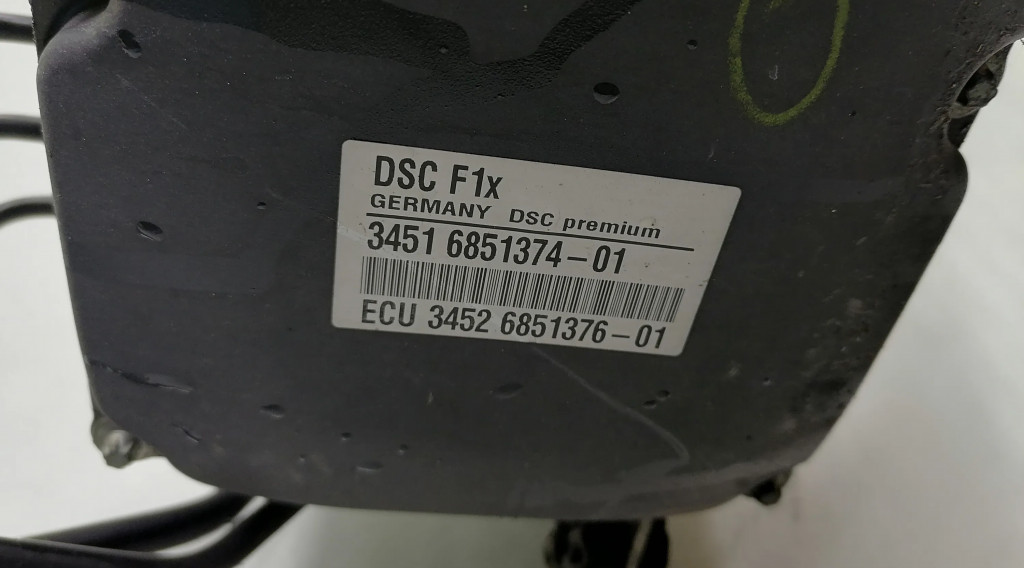 DSC F1x
GERMANY DSC premium
3451 6851374-01
ECU 3452 6851376-01